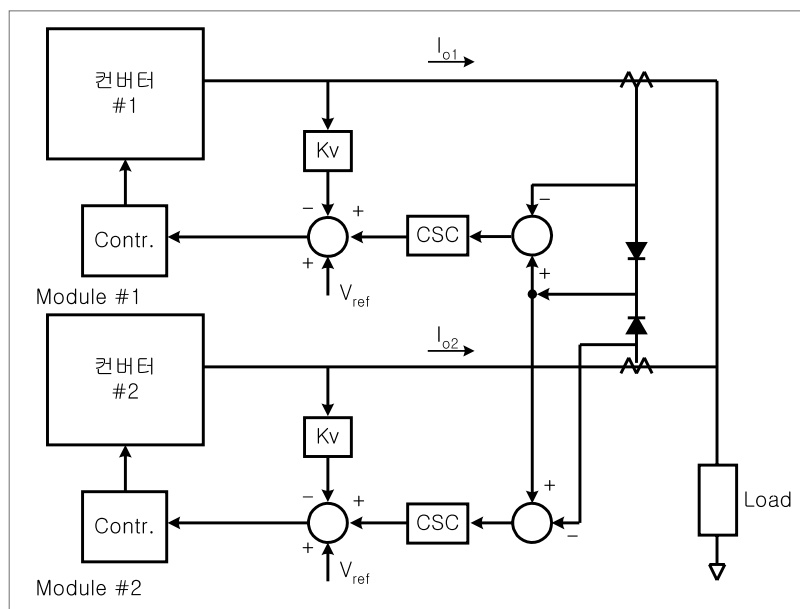 I_o1
컨버터
#1
Kv
− + −
Contr.
CSC
+ +
V_ref
Module #1
I_o2
컨버터
#2
Kv
− + +
Contr.
CSC
+ −
V_ref
Load
Module #2